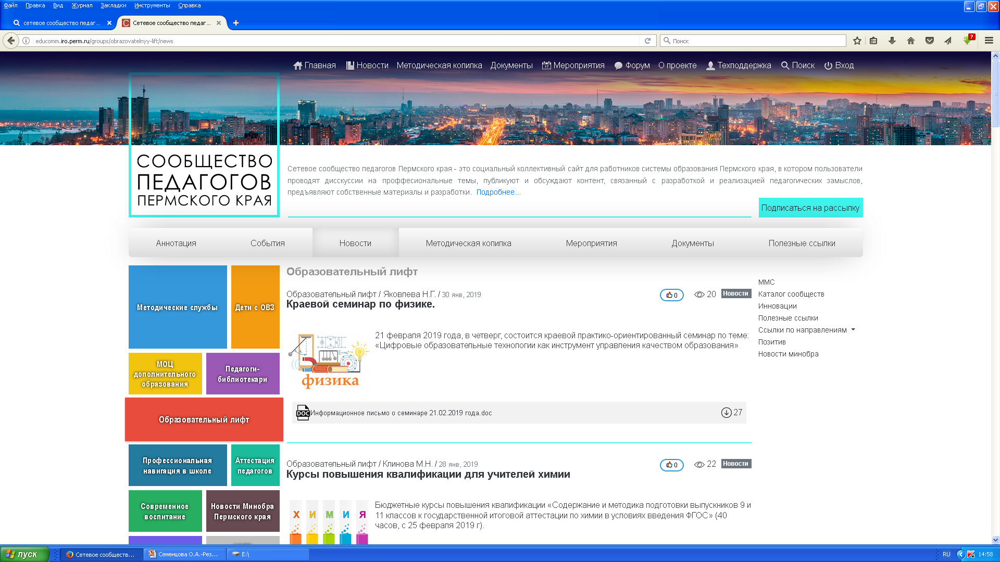 Файл Правка Вид Журнал Закладки Инструменты Справка
сетевое сообщество педаг...
Сетевое сообщество педаг...
educomm.iro.perm.ru/groups/obrazovatelnyy-lift/news
Поиск
Главная Новости Методическая копилка Документы Мероприятия Форум О проекте Техподдержка Поиск Вход
СООБЩЕСТВО
ПЕДАГОГОВ
ПЕРМСКОГО КРАЯ
Сетевое сообщество педагогов Пермского края - это социальный коллективный сайт для работников системы образования Пермского края, в котором пользователи
проводят дисскуссии на проффесиональные темы, публикуют и обсуждают контент, связанный с разработкой и реализацией педагогических замыслов,
предъявляют собственные материалы и разработки. Подробнее...
Подписаться на рассылку
Аннотация События Новости Методическая копилка Мероприятия Документы Полезные ссылки
Методические службы
Дети с ОВЗ
МОЦ
дополнительного
образования
Педагоги-
библиотекари
Образовательный лифт
Профессиональная
навигация в школе
Аттестация
педагогов
Современное
воспитание
Новости Минобра
Пермского края
Образовательный лифт
Образовательный лифт / Яковлева Н.Г. / 30 янв, 2019
0 20 Новости
Краевой семинар по физике.
E=mc²
PHYSICS
физика
21 февраля 2019 года, в четверг, состоится краевой практико-ориентированный семинар по теме:
«Цифровые образовательные технологии как инструмент управления качеством образования»
DOC Информационное письмо о семинаре 21.02.2019 года.doc 27
Образовательный лифт / Клинова М.Н. / 28 янв, 2019
0 22 Новости
Курсы повышения квалификации для учителей химии
ХИМИЯ
Бюджетные курсы повышения квалификации «Содержание и методика подготовки выпускников 9 и
11 классов к государственной итоговой аттестации по химии в условиях введения ФГОС» (40
часов, с 25 февраля 2019 г).
ММС
Каталог сообществ
Инновации
Полезные ссылки
Ссылки по направлениям
Позитив
Новости минобра
пуск
Сетевое сообществ...
Семенцова О.А.-Рез...
E:\
RU
14:58